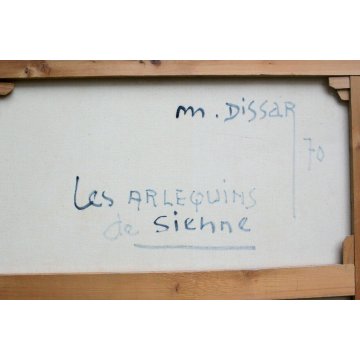 m. Dissar
70
Les ARLEQUINS
de Sienne